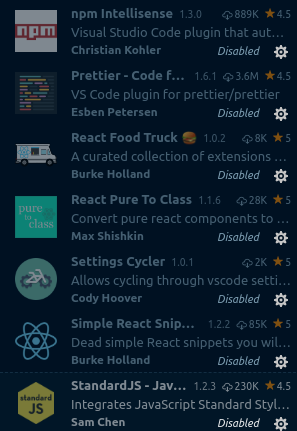 npm Intellisense 1.3.0 889K ★ 4.5
npm
Visual Studio Code plugin that aut...
Christian Kohler Disabled
Prettier - Code f... 1.6.1 3.6M ★ 4.5
VS Code plugin for prettier/prettier
Esben Petersen Disabled
React Food Truck 🍔 1.0.2 8K ★ 5
A curated collection of extensions ...
Burke Holland Disabled
React Pure To Class 1.1.6 28K ★ 5
pure to class
Convert pure react components to ...
Max Shishkin Disabled
Settings Cycler 1.0.1 2K ★ 5
Allows cycling through vscode setti...
Cody Hoover Disabled
Simple React Snip... 1.2.2 85K ★ 5
Dead simple React snippets you wil...
Burke Holland Disabled
StandardJS - Jav... 1.2.3 230K ★ 4.5
standard JS
Integrates JavaScript Standard Styl...
Sam Chen Disabled